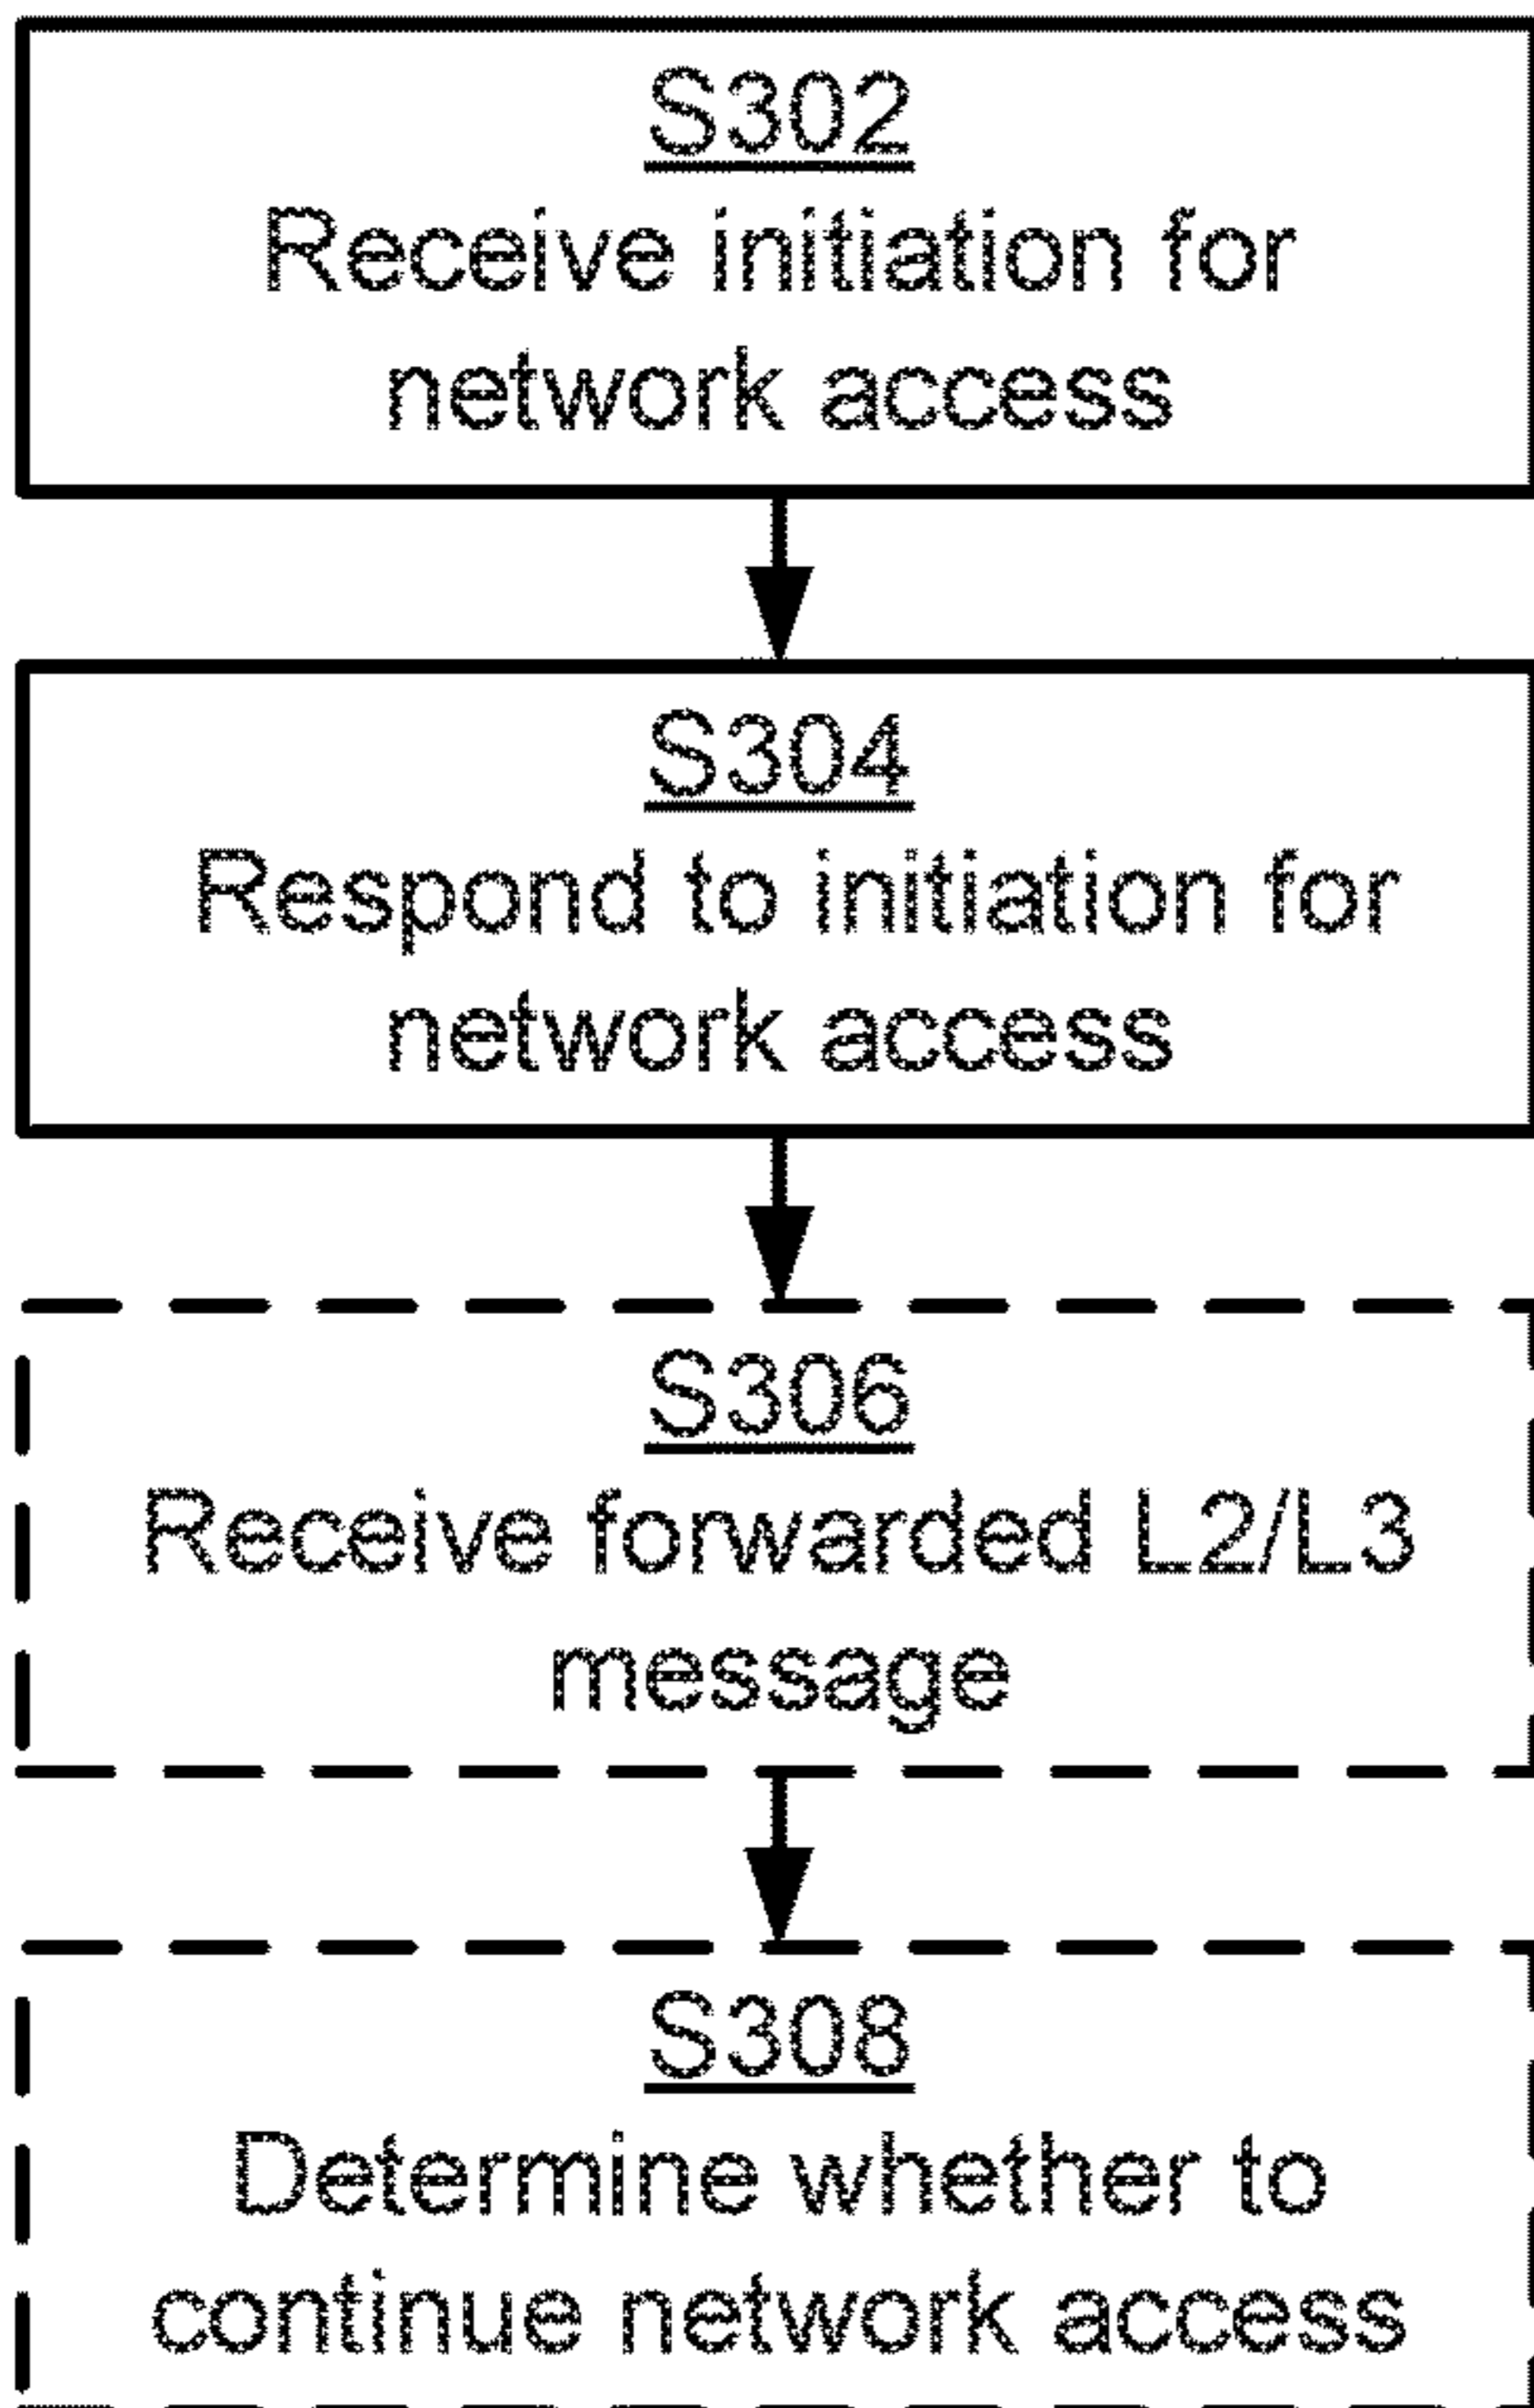 S302
Receive initiation for
network access
S304
Respond to initiation for
network access
S306
Receive forwarded L2/L3
message
S308
Determine whether to
continue network access